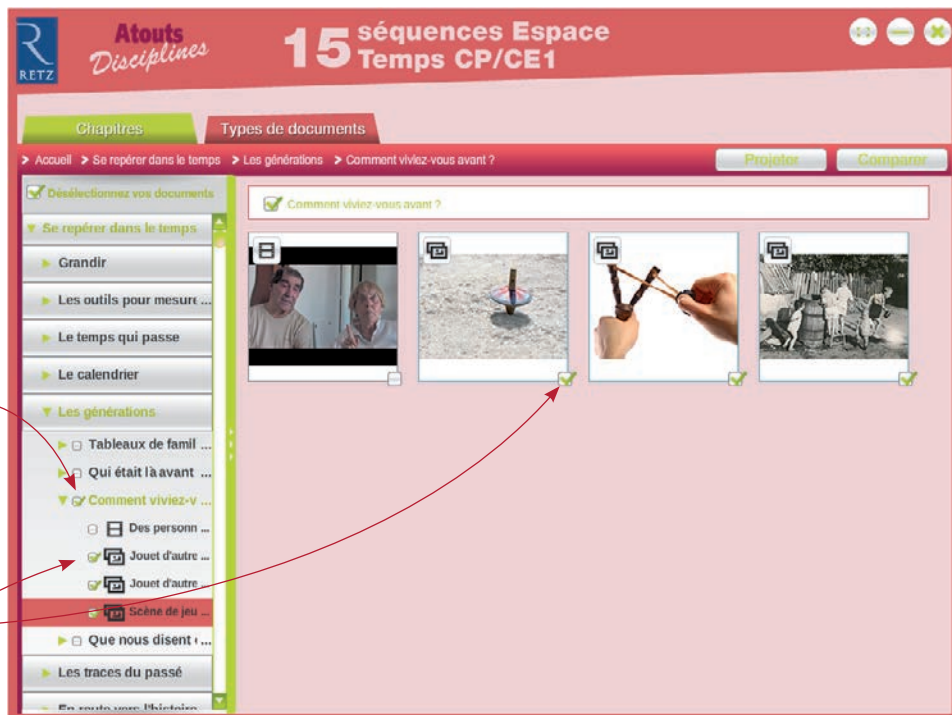 RETZ
Atouts
Disciplines
15 séquences Espace
Temps CP/CE1
Chapitres
Types de documents
> Accueil > Se repérer dans le temps > Les générations > Comment viviez-vous avant ?
Projeter
Comparer
Désélectionnez vos documents
Comment viviez-vous avant ?
Se repérer dans le temps
Grandir
Les outils pour mesure ...
Le temps qui passe
Le calendrier
Les générations
Tableaux de famil ...
Qui était là avant ...
Comment viviez-v ...
Des personn ...
Jouet d'autre ...
Jouet d'autre ...
Scène de jeu ...
Que nous disent ...
Les traces du passé
En route vers l'histoire